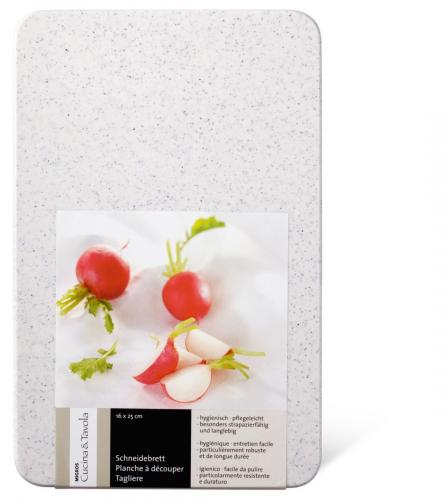 MIGROS
Cucina & Tavola
16 x 25 cm
Schneidebrett
Planche à découper
Tagliere
· hygienisch · pflegeleicht
· besonders strapazierfähig
und langlebig
· hygiénique · entretien facile
· particulièrement robuste
et de longue durée
· igienico · facile da pulire
· particolarmente resistente
e duraturo